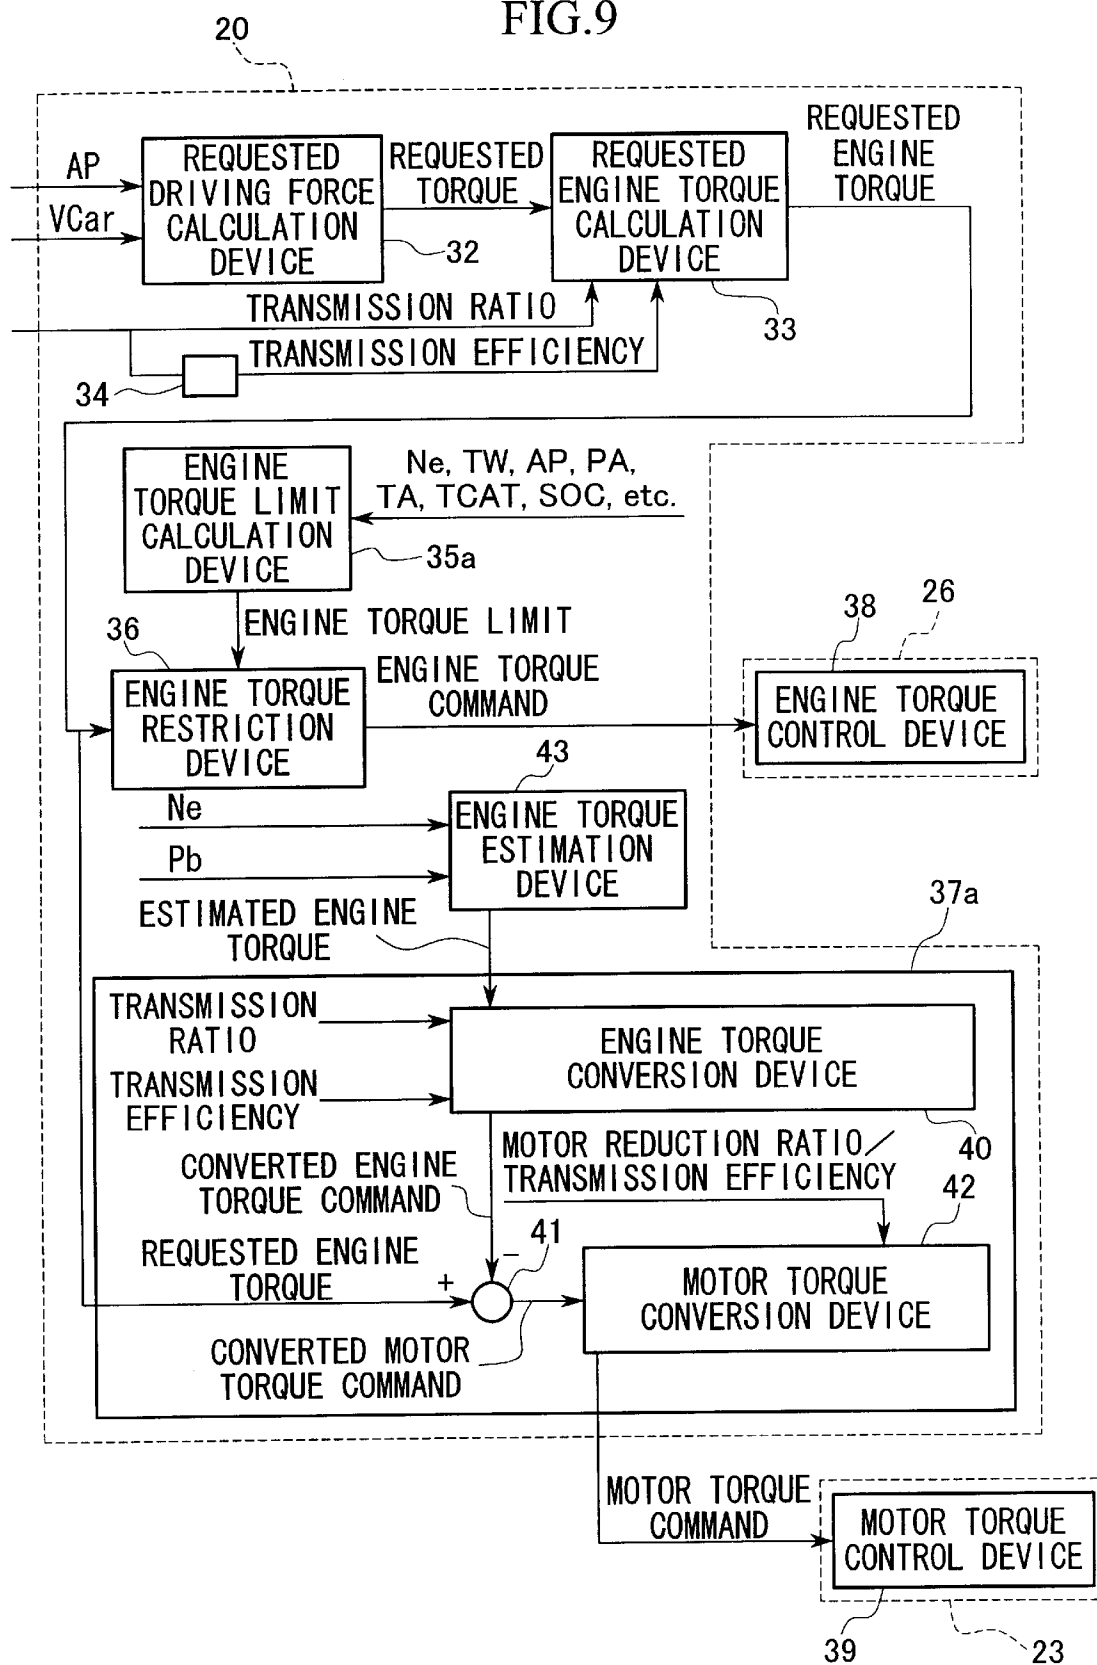 FIG.9
20
AP
VCar
REQUESTED
DRIVING FORCE
CALCULATION
DEVICE
32
REQUESTED
TORQUE
REQUESTED
ENGINE TORQUE
CALCULATION
DEVICE
33
REQUESTED
ENGINE
TORQUE
TRANSMISSION RATIO
TRANSMISSION EFFICIENCY
34
ENGINE
TORQUE LIMIT
CALCULATION
DEVICE
Ne, TW, AP, PA,
TA, TCAT, SOC, etc.
35a
ENGINE TORQUE LIMIT
36
ENGINE TORQUE
RESTRICTION
DEVICE
ENGINE TORQUE
COMMAND
38
26
ENGINE TORQUE
CONTROL DEVICE
43
Ne
Pb
ENGINE TORQUE
ESTIMATION
DEVICE
ESTIMATED ENGINE
TORQUE
37a
TRANSMISSION
RATIO
TRANSMISSION
EFFICIENCY
ENGINE TORQUE
CONVERSION DEVICE
40
MOTOR REDUCTION RATIO/
TRANSMISSION EFFICIENCY
CONVERTED ENGINE
TORQUE COMMAND
42
41
−
+
REQUESTED ENGINE
TORQUE
MOTOR TORQUE
CONVERSION DEVICE
CONVERTED MOTOR
TORQUE COMMAND
MOTOR TORQUE
COMMAND
MOTOR TORQUE
CONTROL DEVICE
39
23